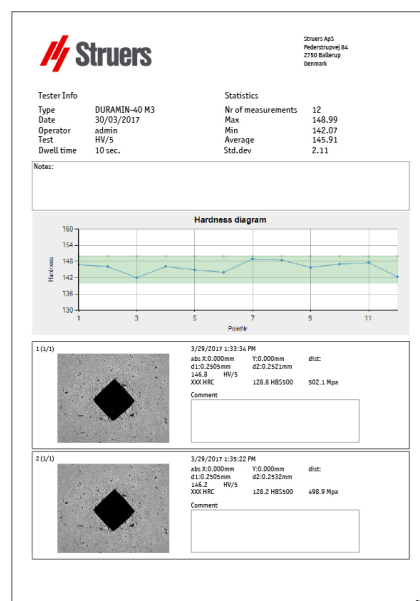 Struers
Struers ApS
Pederstrupvej 84
2750 Ballerup
Denmark
Tester Info
Type DURAMIN-40 M3
Date 30/03/2017
Operator admin
Test HV/5
Dwell time 10 sec.
Statistics
Nr of measurements 12
Max 148.99
Min 142.07
Average 145.91
Std.dev 2.11
Notes:
Hardness diagram
Hardness
160
154
148
142
136
130
1 3 5 7 9 11
PointNr
1 (1/1)
3/29/2017 1:33:34 PM
abs X:0.000mm Y:0.000mm dist:
d1:0.2505mm d2:0.2521mm
146.8 HV/5
XXX HRC 128.8 HBS500 502.1 Mpa
Comment
2 (1/1)
3/29/2017 1:35:22 PM
abs X:0.000mm Y:0.000mm dist:
d1:0.2505mm d2:0.2532mm
146.2 HV/5
XXX HRC 128.2 HBS500 498.9 Mpa
Comment